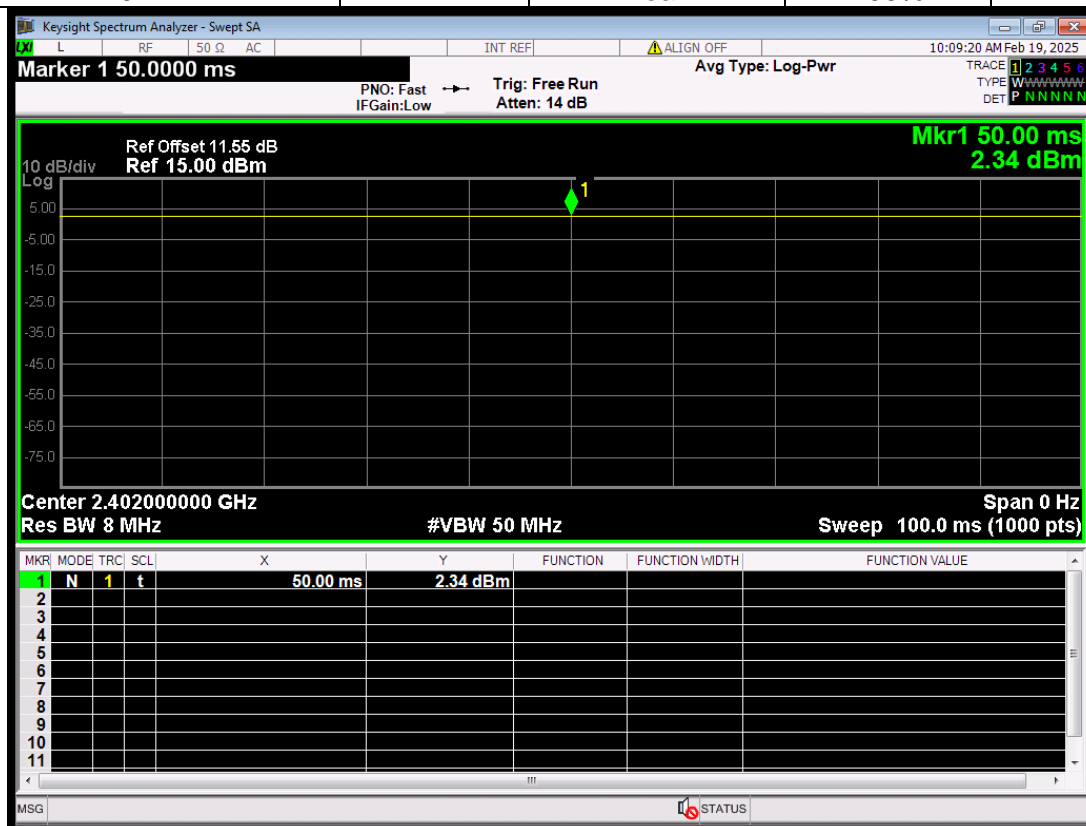 Keysight Spectrum Analyzer - Swept SA
LXI L RF 50 Ω AC INT REF ALIGN OFF 10:09:20 AM Feb 19, 2025
Marker 1 50.0000 ms
PNO: Fast
IFGain:Low
Trig: Free Run
Atten: 14 dB
Avg Type: Log-Pwr
TRACE 1 2 3 4 5 6
TYPE WWWWWW
DET P N N N N N
Mkr1 50.00 ms
2.34 dBm
Ref Offset 11.55 dB
10 dB/div Ref 15.00 dBm
Log
1
5.00
-5.00
-15.0
-25.0
-35.0
-45.0
-55.0
-65.0
-75.0
Center 2.402000000 GHz Span 0 Hz
Res BW 8 MHz #VBW 50 MHz Sweep 100.0 ms (1000 pts)
MKR MODE TRC SCL X Y FUNCTION FUNCTION WIDTH FUNCTION VALUE
1 N 1 t 50.00 ms 2.34 dBm
2
3
4
5
6
7
8
9
10
11
MSG STATUS